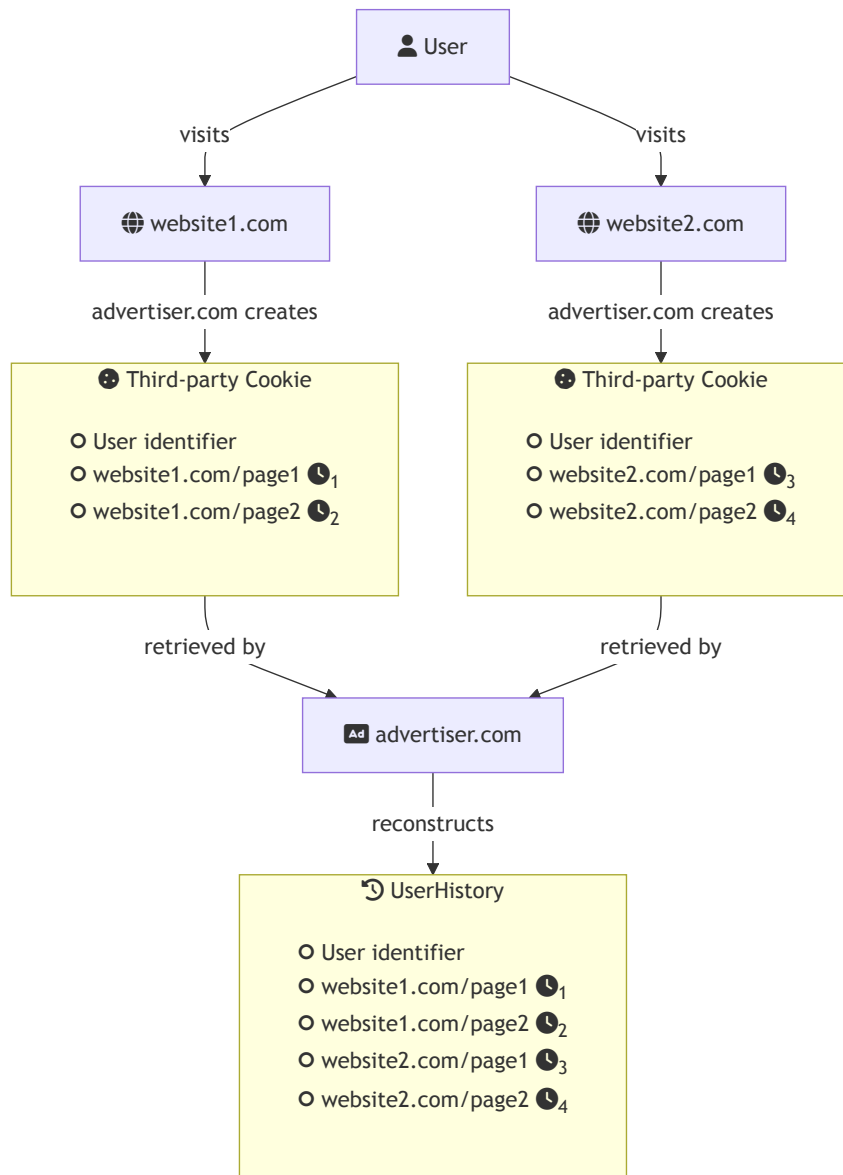 User
visits
visits
website1.com
website2.com
advertiser.com creates
advertiser.com creates
Third-party Cookie
User identifier
website1.com/page1 1
website1.com/page2 2
Third-party Cookie
User identifier
website2.com/page1 3
website2.com/page2 4
retrieved by
retrieved by
Ad advertiser.com
reconstructs
UserHistory
User identifier
website1.com/page1 1
website1.com/page2 2
website2.com/page1 3
website2.com/page2 4